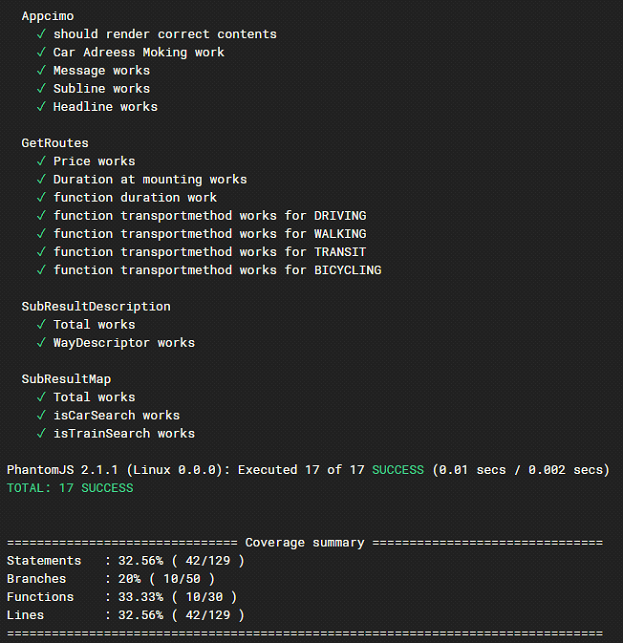 Appcimo
✓ should render correct contents
✓ Car Adreess Moking work
✓ Message works
✓ Subline works
✓ Headline works
GetRoutes
✓ Price works
✓ Duration at mounting works
✓ function duration work
✓ function transportmethod works for DRIVING
✓ function transportmethod works for WALKING
✓ function transportmethod works for TRANSIT
✓ function transportmethod works for BICYCLING
SubResultDescription
✓ Total works
✓ WayDescriptor works
SubResultMap
✓ Total works
✓ isCarSearch works
✓ isTrainSearch works
PhantomJS 2.1.1 (Linux 0.0.0): Executed 17 of 17 SUCCESS (0.01 secs / 0.002 secs)
TOTAL: 17 SUCCESS
=============================== Coverage summary ===============================
Statements   : 32.56% ( 42/129 )
Branches     : 20% ( 10/50 )
Functions    : 33.33% ( 10/30 )
Lines        : 32.56% ( 42/129 )
================================================================================